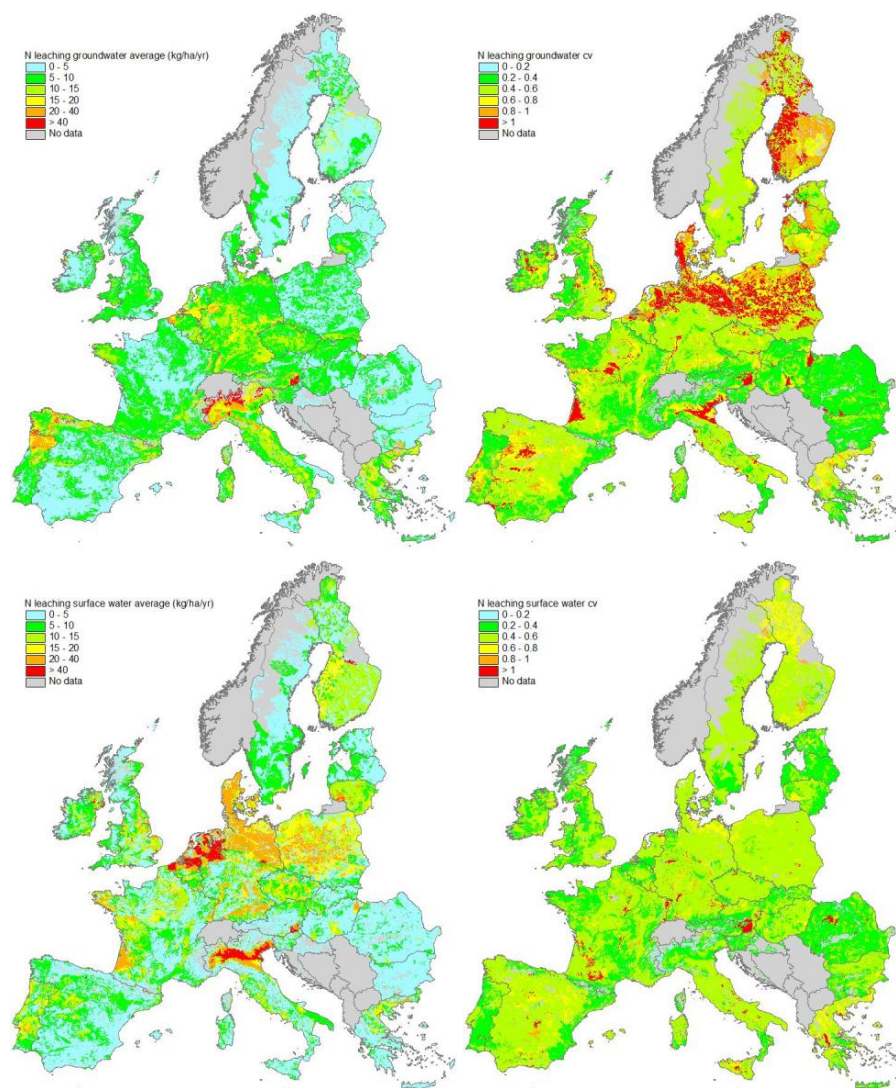 N leaching groundwater average (kg/ha/yr)
0 - 5
5 - 10
10 - 15
15 - 20
20 - 40
> 40
No data
N leaching groundwater cv
0 - 0.2
0.2 - 0.4
0.4 - 0.6
0.6 - 0.8
0.8 - 1
> 1
No data
N leaching surface water average (kg/ha/yr)
0 - 5
5 - 10
10 - 15
15 - 20
20 - 40
> 40
No data
N leaching surface water cv
0 - 0.2
0.2 - 0.4
0.4 - 0.6
0.6 - 0.8
0.8 - 1
> 1
No data